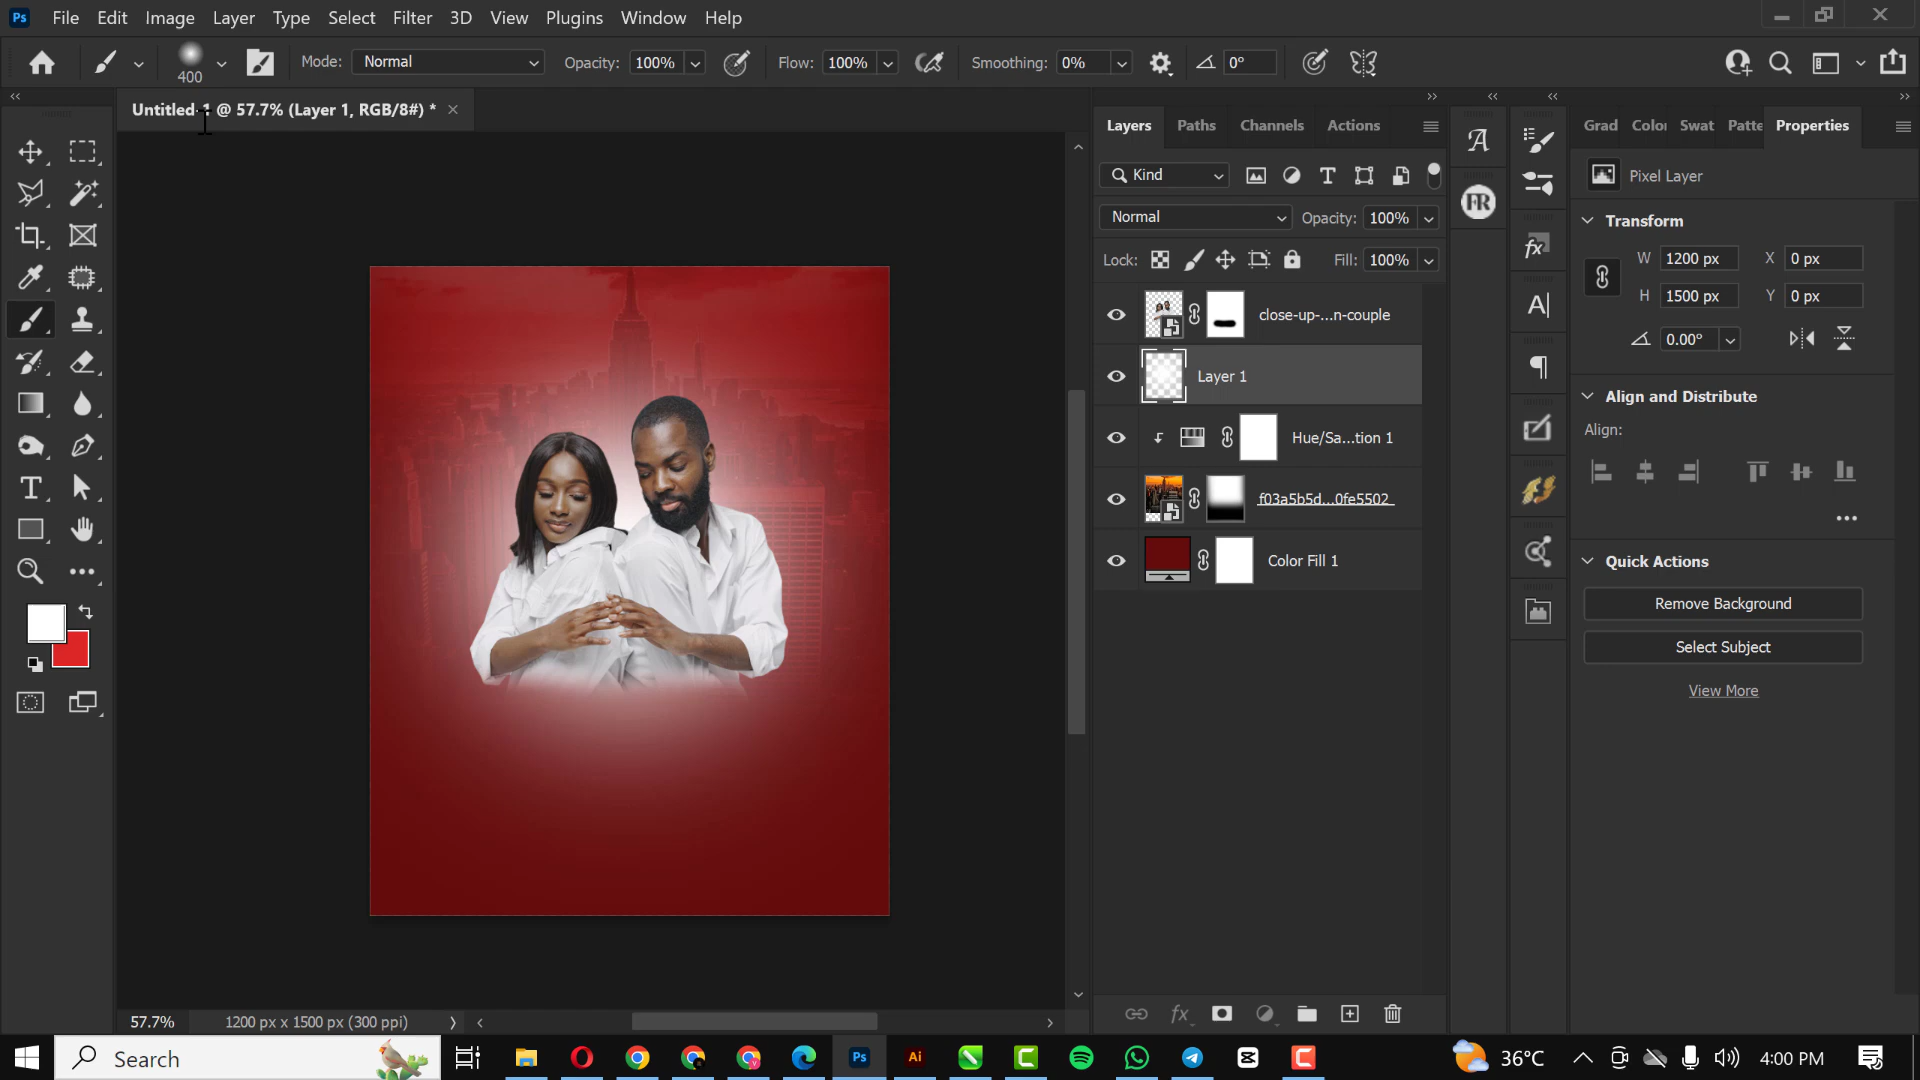 Ps File Edit Image Layer Type Select Filter 3D View Plugins Window Help
400 Mode: Normal Opacity: 100% Flow: 100% Smoothing: 0% 0°
Untitled-1 @ 57.7% (Layer 1, RGB/8#) *
Layers Paths Channels Actions
Grad Color Swat Patte Properties
Kind
Pixel Layer
Normal Opacity: 100%
Transform
Lock: Fill: 100%
W 1200 px X 0 px
H 1500 px Y 0 px
0.00°
close-up-...n-couple
Layer 1
Hue/Sa...tion 1
f03a5b5d...0fe5502
Color Fill 1
FR
Align and Distribute
Align:
Quick Actions
Remove Background
Select Subject
View More
57.7% 1200 px x 1500 px (300 ppi)
Search
Ps Ai
36°C 4:00 PM